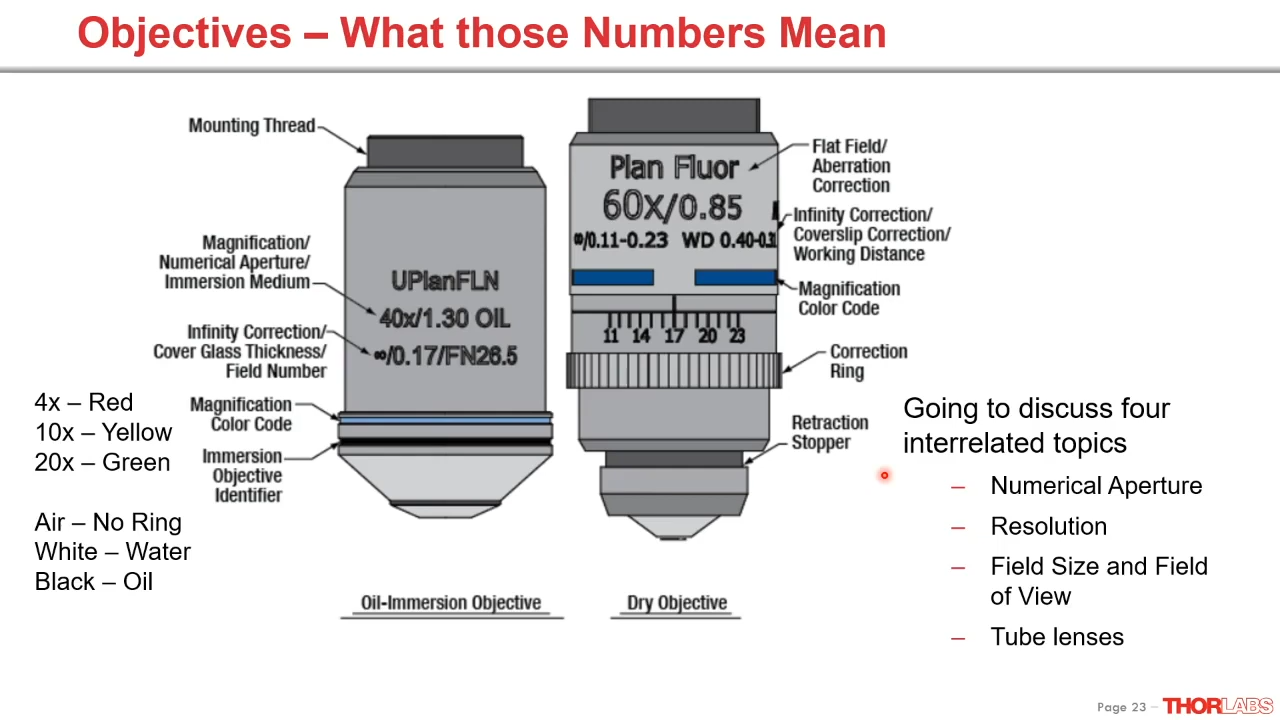 Objectives – What those Numbers Mean
Mounting Thread
Magnification/
Numerical Aperture/
Immersion Medium
Infinity Correction/
Cover Glass Thickness/
Field Number
Magnification
Color Code
Immersion
Objective
Identifier
UPlanFLN
40x/1.30 OIL
∞/0.17/FN26.5
Oil-Immersion Objective
Plan Fluor
60x/0.85
∞/0.11-0.23 WD 0.40-0.31
11 14 17 20 23
Dry Objective
Flat Field/
Aberration
Correction
Infinity Correction/
Coverslip Correction/
Working Distance
Magnification
Color Code
Correction
Ring
Retraction
Stopper
4x – Red
10x – Yellow
20x – Green
Air – No Ring
White – Water
Black – Oil
Going to discuss four
interrelated topics
– Numerical Aperture
– Resolution
– Field Size and Field
of View
– Tube lenses
Page 23 –
THORLABS